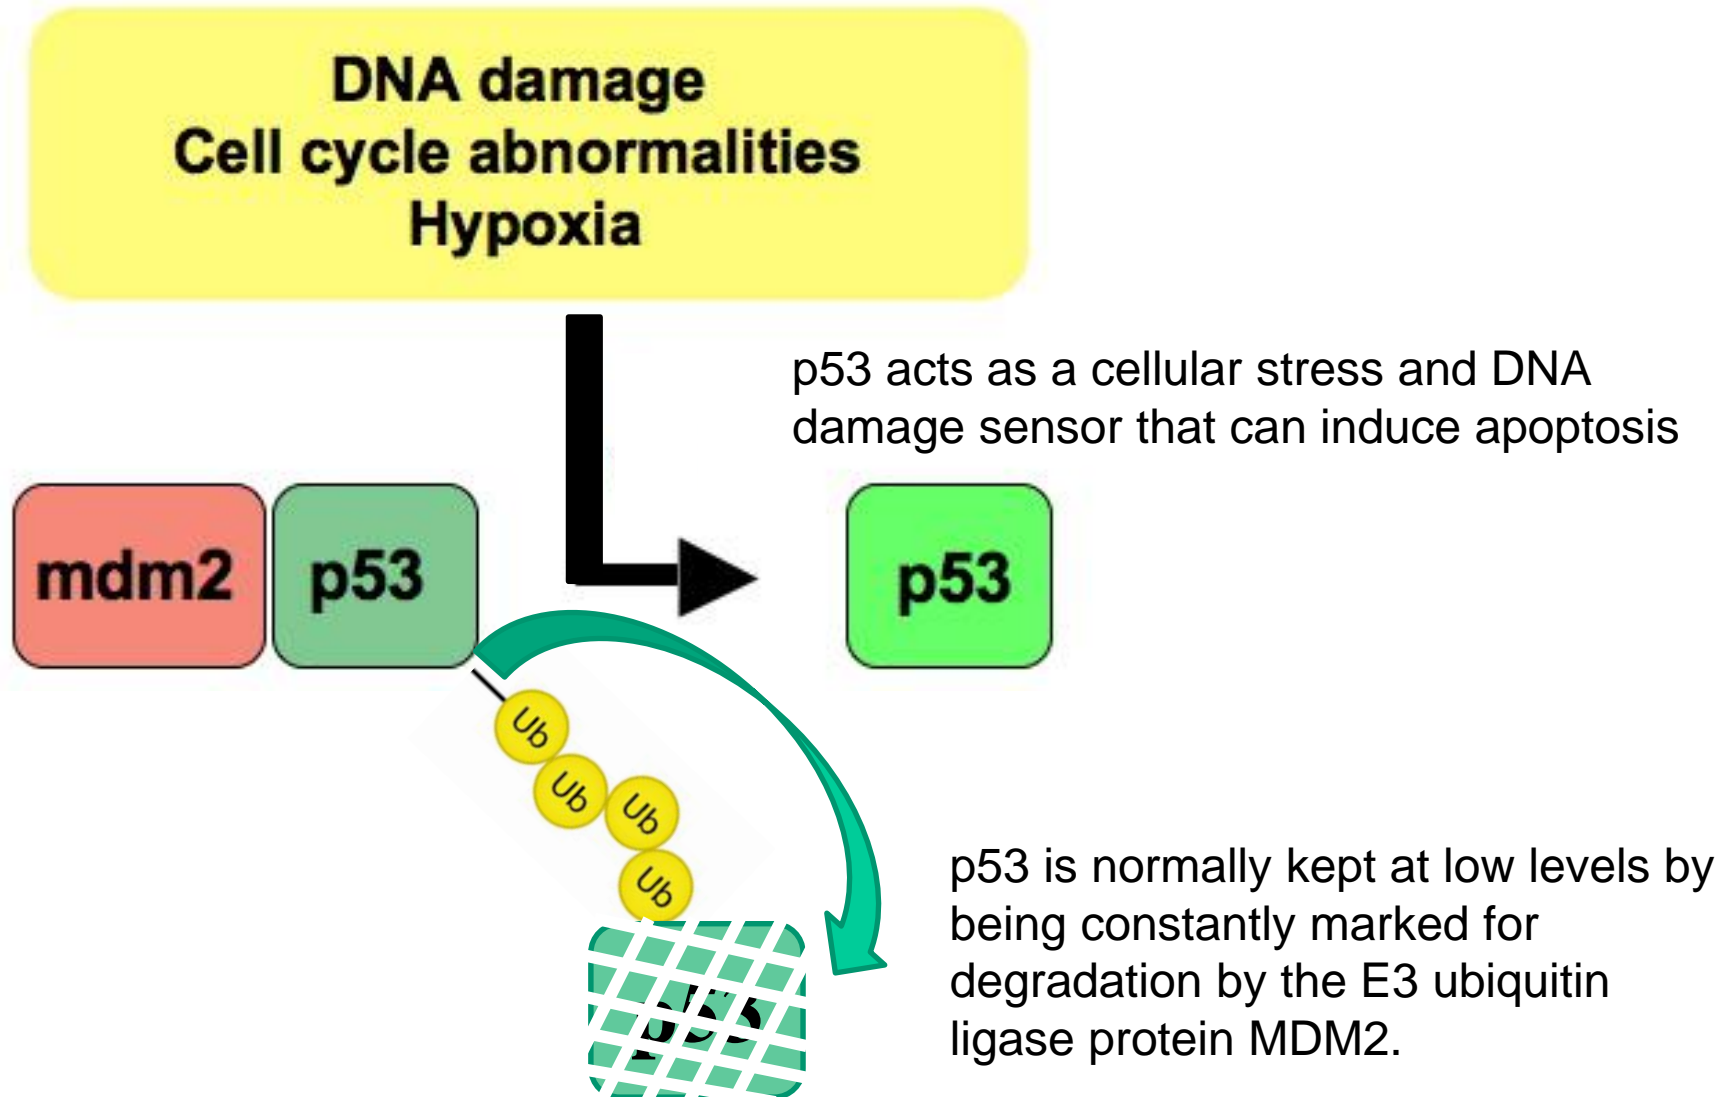 DNA damage
Cell cycle abnormalities
Hypoxia
p53 acts as a cellular stress and DNA
damage sensor that can induce apoptosis
mdm2
p53
p53
Ub
Ub
Ub
Ub
p53
p53 is normally kept at low levels by
being constantly marked for
degradation by the E3 ubiquitin
ligase protein MDM2.